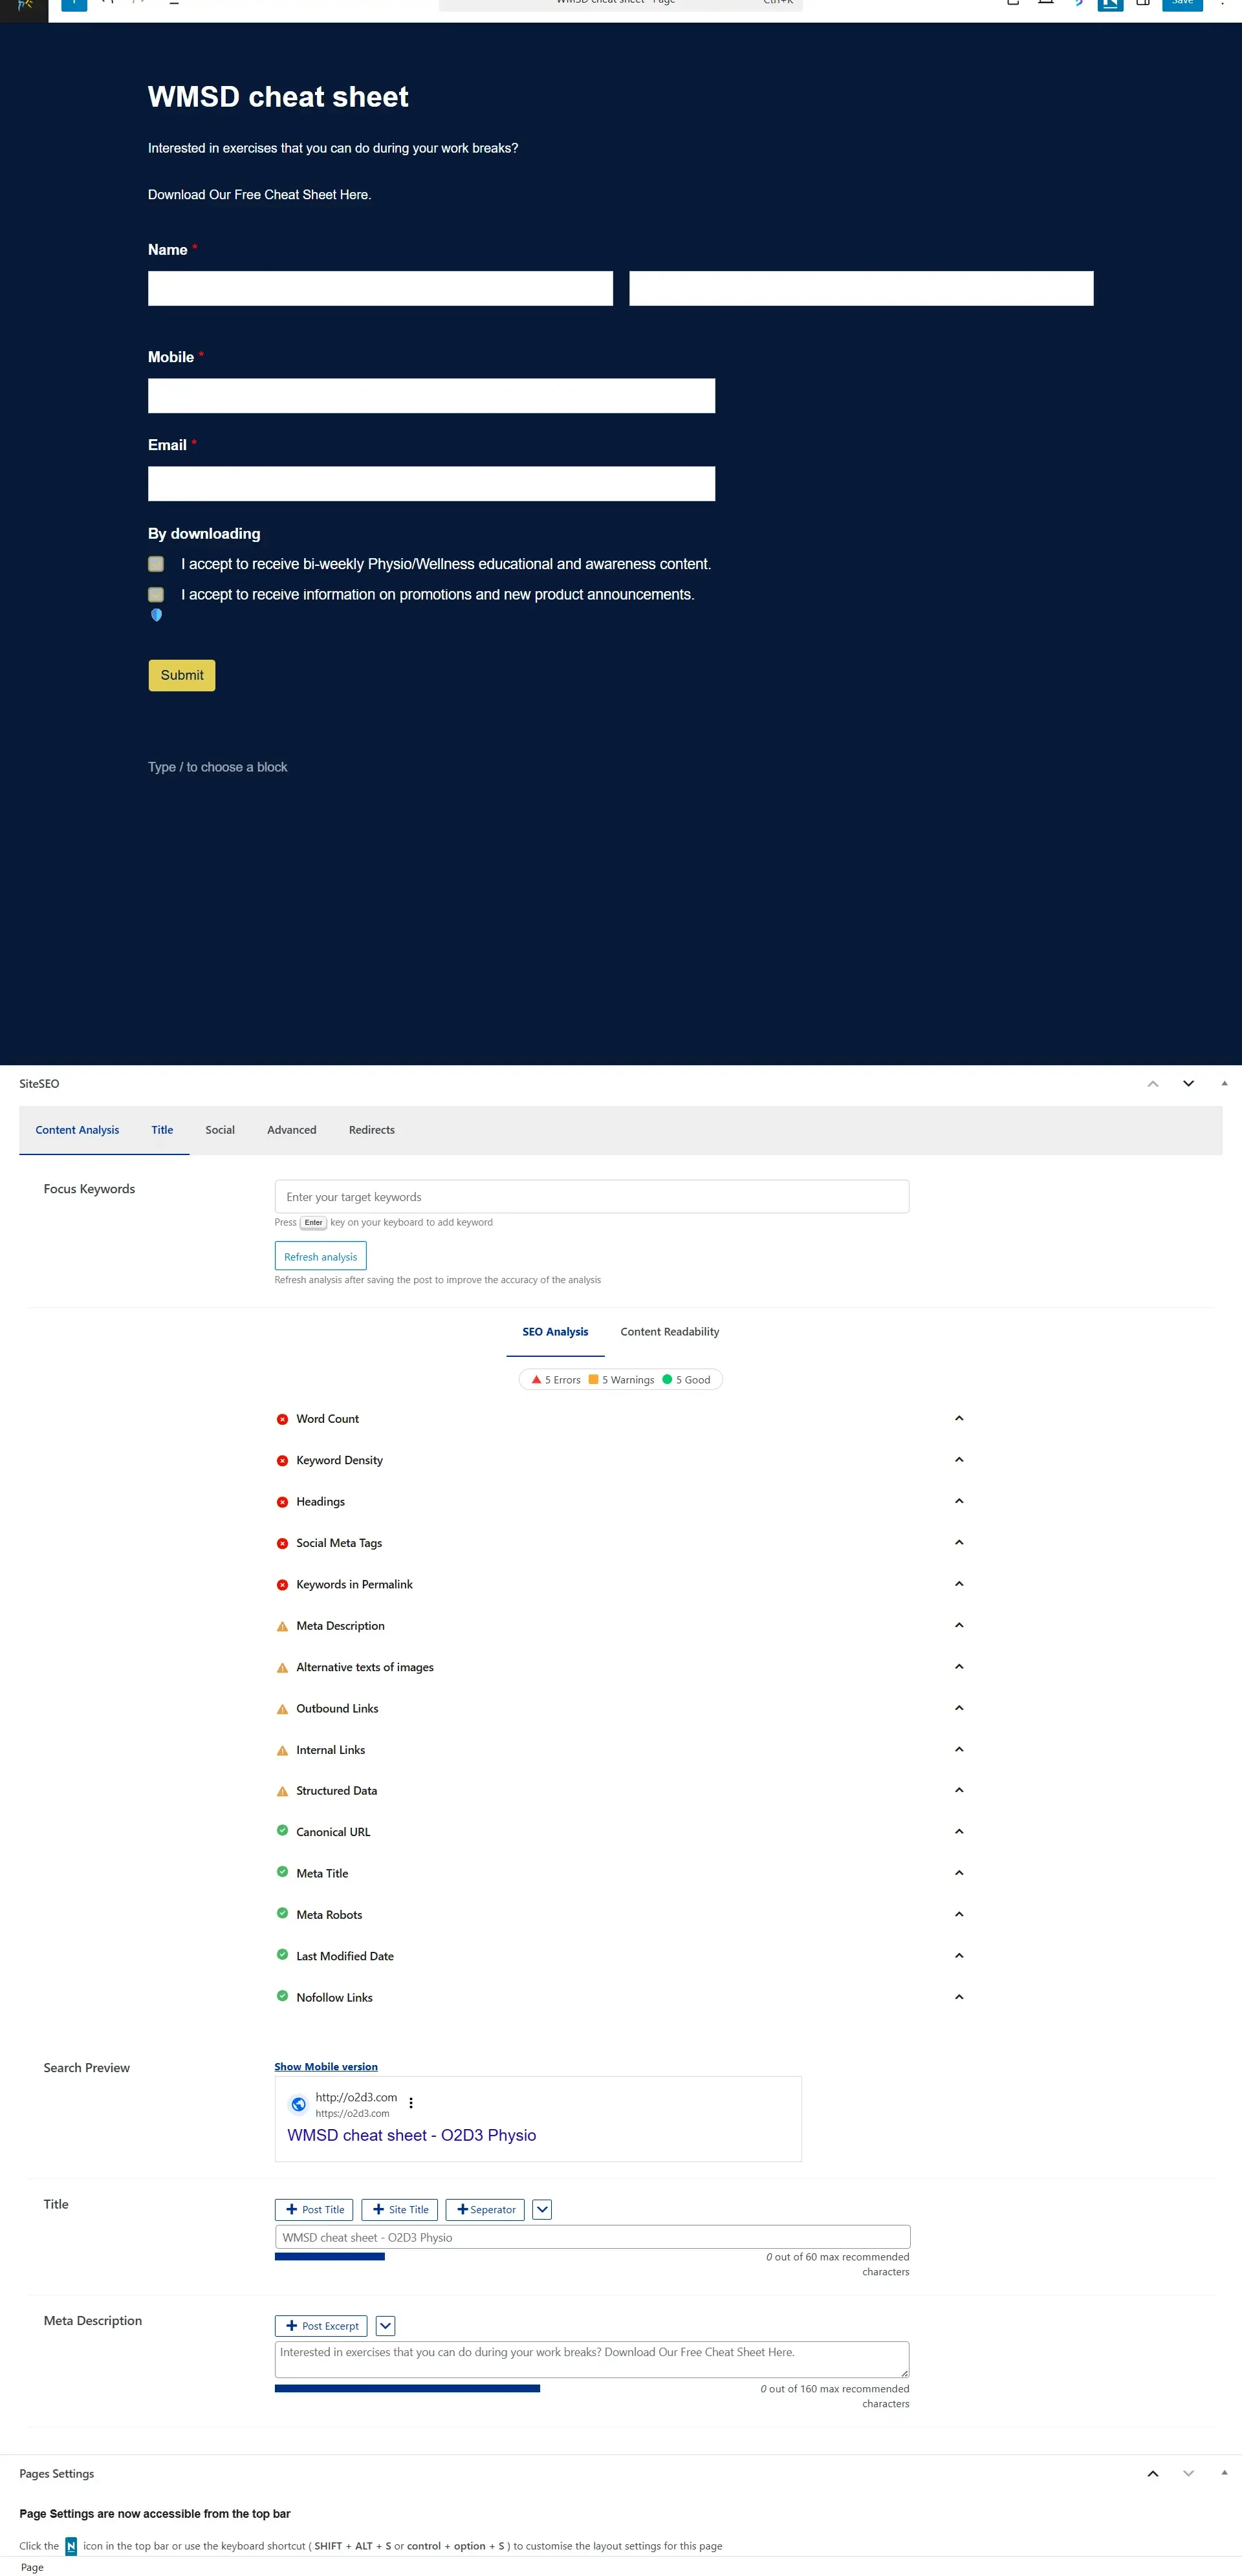 WMSD cheat sheet · Page Ctrl+K Save
WMSD cheat sheet
Interested in exercises that you can do during your work breaks?
Download Our Free Cheat Sheet Here.
Name *
Mobile *
Email *
By downloading
I accept to receive bi-weekly Physio/Wellness educational and awareness content.
I accept to receive information on promotions and new product announcements.
Submit
Type / to choose a block
SiteSEO
Content Analysis Title Social Advanced Redirects
Focus Keywords
Enter your target keywords
Press Enter key on your keyboard to add keyword
Refresh analysis
Refresh analysis after saving the post to improve the accuracy of the analysis
SEO Analysis Content Readability
5 Errors 5 Warnings 5 Good
Word Count
Keyword Density
Headings
Social Meta Tags
Keywords in Permalink
Meta Description
Alternative texts of images
Outbound Links
Internal Links
Structured Data
Canonical URL
Meta Title
Meta Robots
Last Modified Date
Nofollow Links
Search Preview
Show Mobile version
http://o2d3.com
https://o2d3.com
WMSD cheat sheet - O2D3 Physio
Title
Post Title Site Title Seperator
WMSD cheat sheet - O2D3 Physio
0 out of 60 max recommended
characters
Meta Description
Post Excerpt
Interested in exercises that you can do during your work breaks? Download Our Free Cheat Sheet Here.
0 out of 160 max recommended
characters
Pages Settings
Page Settings are now accessible from the top bar
Click the N icon in the top bar or use the keyboard shortcut ( SHIFT + ALT + S or control + option + S ) to customise the layout settings for this page
Page